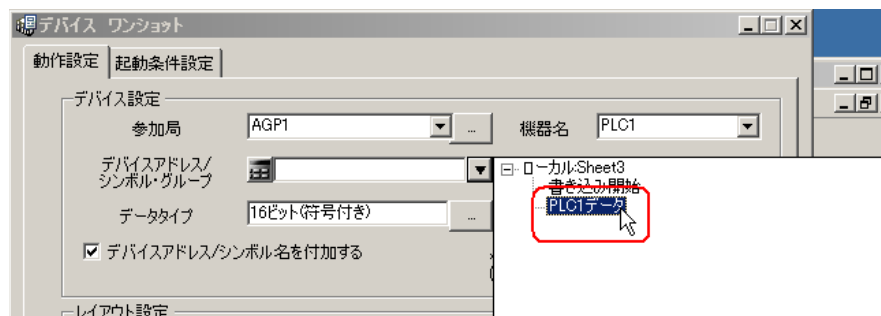 デバイス ワンショット
動作設定 起動条件設定
デバイス設定
参加局 AGP1 ... 機器名 PLC1
デバイスアドレス/
シンボル・グループ
ローカル:Sheet3
書き込み開始
PLC1データ
データタイプ 16ビット(符号付き) ...
デバイスアドレス/シンボル名を付加する
レイアウト設定